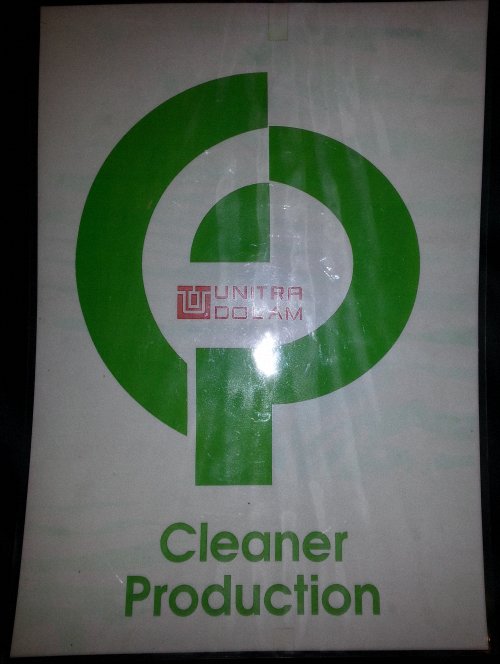 UNITRA
DOLAM
Cleaner
Production